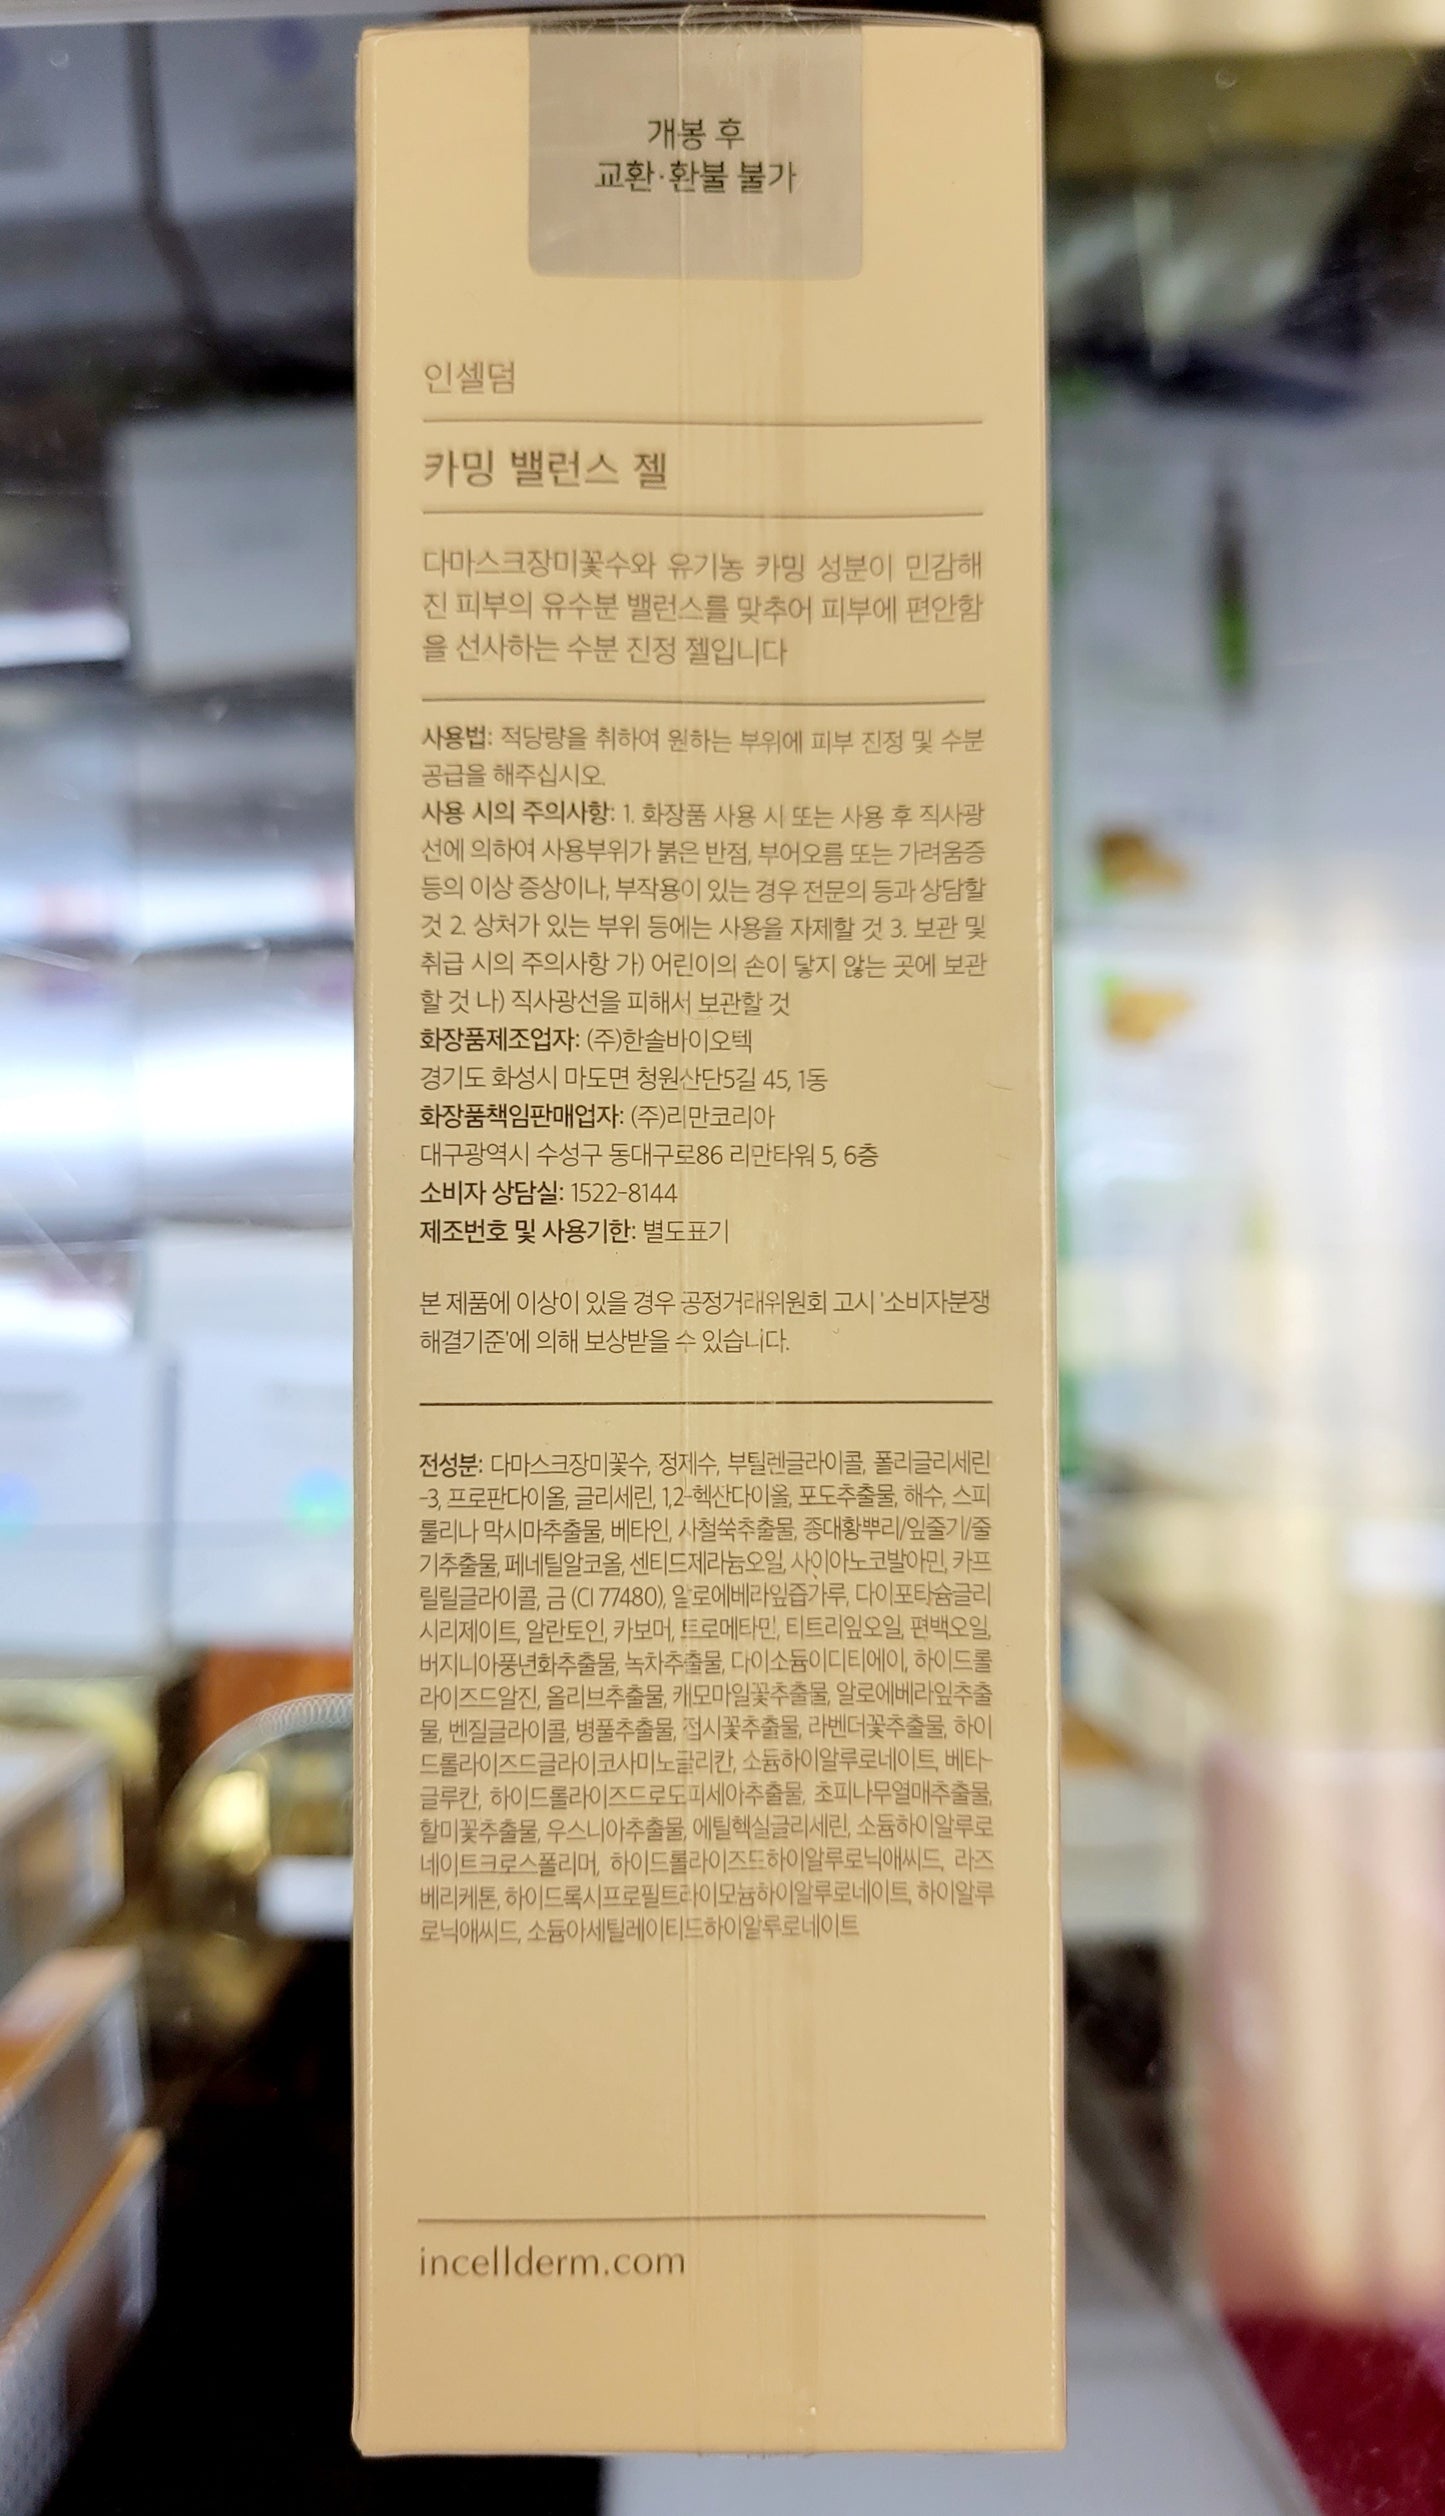 개봉 후
교환·환불 불가
인셀덤
카밍 밸런스 젤
다마스크장미꽃수와 유기농 카밍 성분이 민감해
진 피부의 유수분 밸런스를 맞추어 피부에 편안함
을 선사하는 수분 진정 젤입니다
사용법: 적당량을 취하여 원하는 부위에 피부 진정 및 수분
공급을 해주십시오.
사용 시의 주의사항: 1. 화장품 사용 시 또는 사용 후 직사광
선에 의하여 사용부위가 붉은 반점, 부어오름 또는 가려움증
등의 이상 증상이나, 부작용이 있는 경우 전문의 등과 상담할
것 2. 상처가 있는 부위 등에는 사용을 자제할 것 3. 보관 및
취급 시의 주의사항 가) 어린이의 손이 닿지 않는 곳에 보관
할 것 나) 직사광선을 피해서 보관할 것
화장품제조업자: (주)한솔바이오텍
경기도 화성시 마도면 청원산단5길 45, 1동
화장품책임판매업자: (주)리만코리아
대구광역시 수성구 동대구로86 리만타워 5, 6층
소비자 상담실: 1522-8144
제조번호 및 사용기한: 별도표기
본 제품에 이상이 있을 경우 공정거래위원회 고시 '소비자분쟁
해결기준'에 의해 보상받을 수 있습니다.
전성분: 다마스크장미꽃수, 정제수, 부틸렌글라이콜, 폴리글리세린
-3, 프로판다이올, 글리세린, 1,2-헥산다이올, 포도추출물, 해수, 스피
룰리나 막시마추출물, 베타인, 사철쑥추출물, 종대황뿌리/잎줄기/줄
기추출물, 페네틸알코올, 센티드제라늄오일, 사이아노코발아민, 카프
릴릴글라이콜, 금 (CI 77480), 알로에베라잎즙가루, 다이포타슘글리
시리제이트, 알란토인, 카보머, 트로메타민, 티트리잎오일, 편백오일,
버지니아풍년화추출물, 녹차추출물, 다이소듐이디티에이, 하이드롤
라이즈드알진, 올리브추출물, 캐모마일꽃추출물, 알로에베라잎추출
물, 벤질글라이콜, 병풀추출물, 접시꽃추출물, 라벤더꽃추출물, 하이
드롤라이즈드글라이코사미노글리칸, 소듐하이알루로네이트, 베타-
글루칸, 하이드롤라이즈드로도피세아추출물, 초피나무열매추출물,
할미꽃추출물, 우스니아추출물, 에틸헥실글리세린, 소듐하이알루로
네이트크로스폴리머, 하이드롤라이즈드하이알루로닉애씨드, 라즈
베리케톤, 하이드록시프로필트라이모늄하이알루로네이트, 하이알루
로닉애씨드, 소듐아세틸레이티드하이알루로네이트
incellderm.com